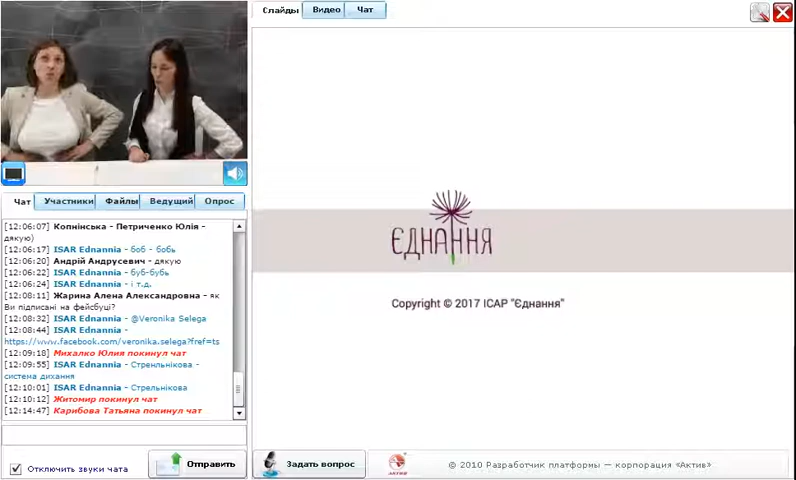 Слайды Видео Чат
Чат Участники Файлы Ведущий Опрос
[12:06:07] Копнінська - Петриченко Юлія -
дякую)
[12:06:17] ISAR Ednannia - боб - бобь
[12:06:20] Андрій Андрусевич - дякую
[12:06:22] ISAR Ednannia - буб-бубь
[12:06:24] ISAR Ednannia - і т.д.
[12:08:11] Жарина Алена Александровна - як
Ви підписані на фейсбуці?
[12:08:32] ISAR Ednannia - @Veronika Selega
[12:08:44] ISAR Ednannia -
https://www.facebook.com/veronika.selega?fref=ts
[12:09:18] Михалко Юлия покинул чат
[12:09:55] ISAR Ednannia - Стренльнікова -
система дихання
[12:10:01] ISAR Ednannia - Стрельнікова
[12:10:12] Житомир покинул чат
[12:14:47] Карибова Татьяна покинул чат
Отключить звуки чата
Отправить
ЄДНАННЯ
Copyright © 2017 ІСАР "Єднання"
Задать вопрос
АКТИВ
© 2010 Разработчик платформы — корпорация «Актив»